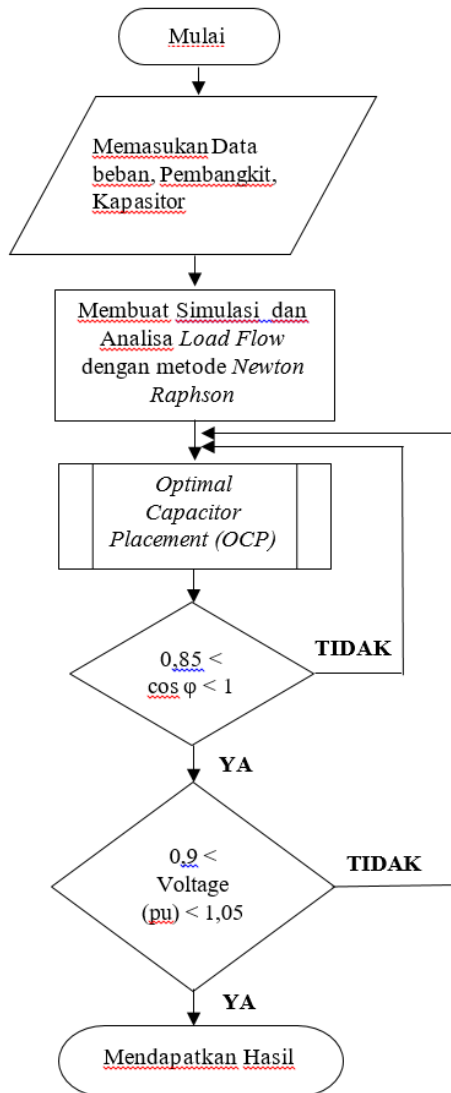 Mulai
Memasukan Data
beban, Pembangkit,
Kapasitor
Membuat Simulasi dan
Analisa Load Flow
dengan metode Newton
Raphson
Optimal
Capacitor
Placement (OCP)
0,85 <
cos φ < 1
TIDAK
YA
0,9 <
Voltage
(pu) < 1,05
TIDAK
YA
Mendapatkan Hasil